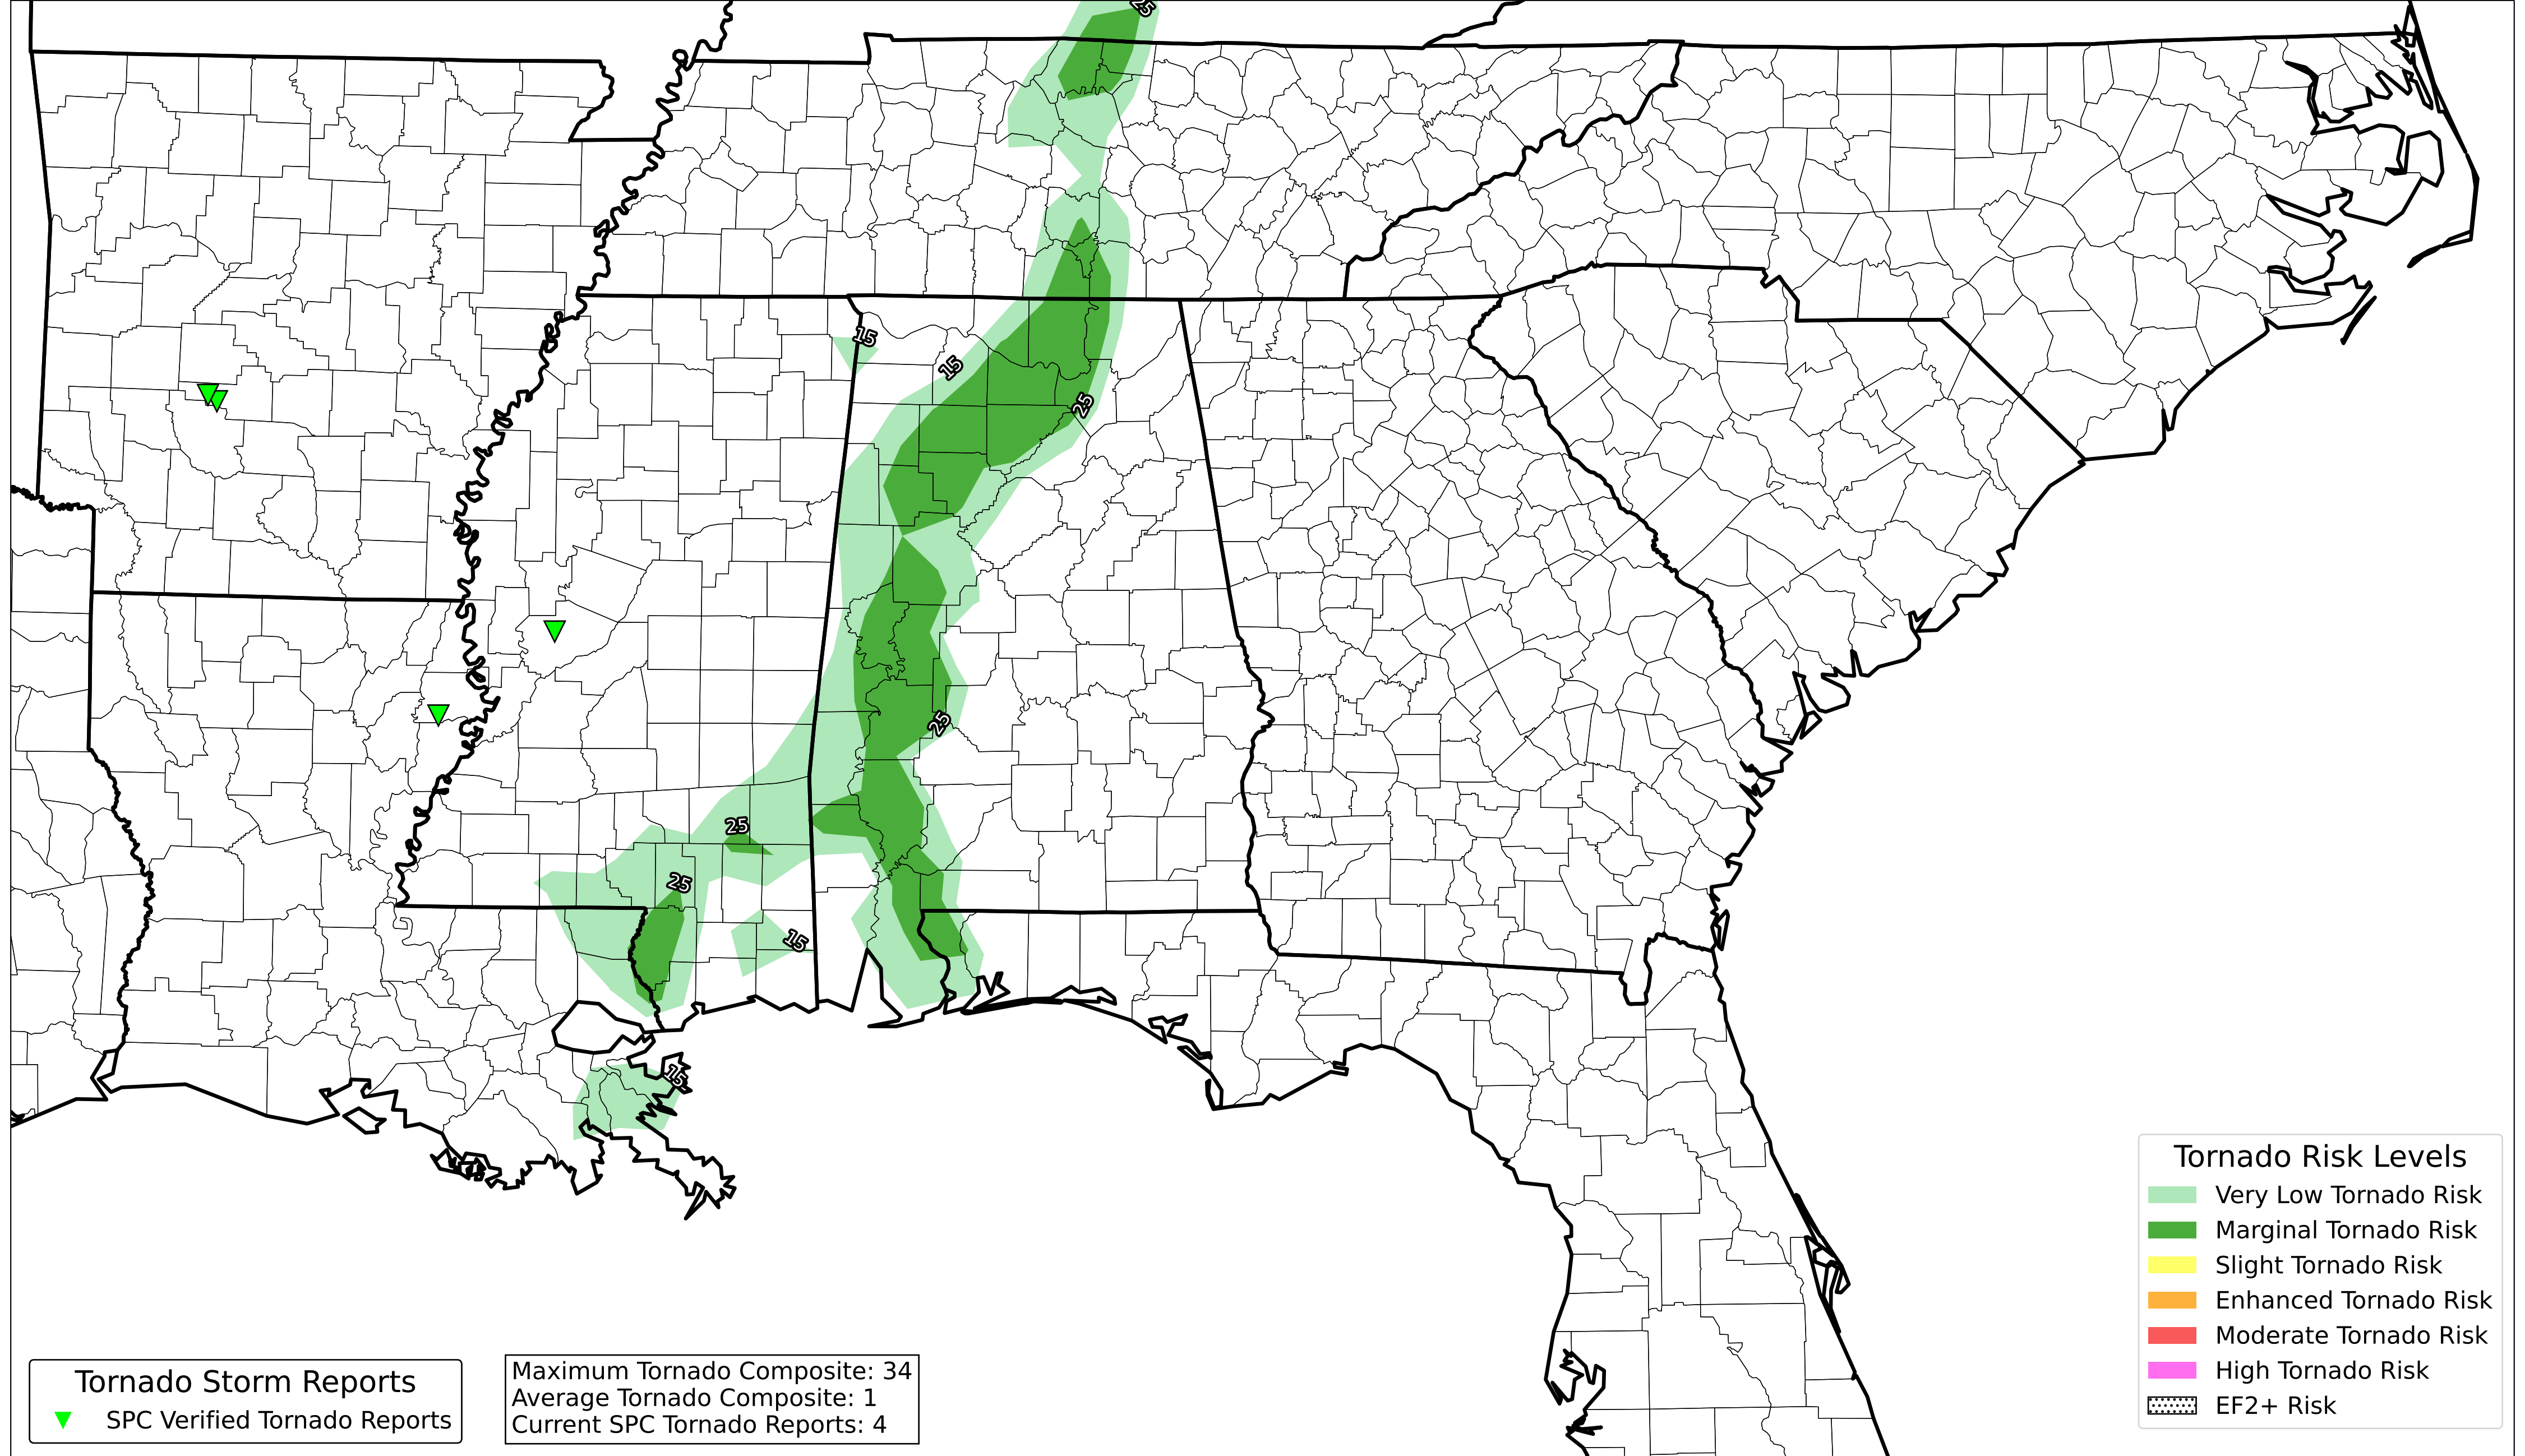 25
15
15
25
25
25
25
15
15
Tornado Risk Levels
Very Low Tornado Risk
Marginal Tornado Risk
Slight Tornado Risk
Enhanced Tornado Risk
Moderate Tornado Risk
High Tornado Risk
EF2+ Risk
Tornado Storm Reports
SPC Verified Tornado Reports
Maximum Tornado Composite: 34
Average Tornado Composite: 1
Current SPC Tornado Reports: 4